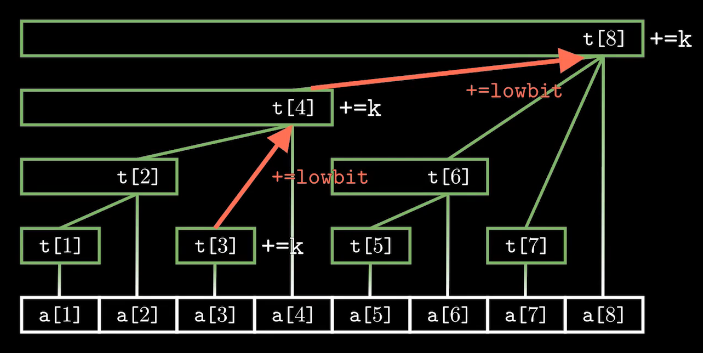 t[8] +=k
+=lowbit
t[4] +=k
t[2] +=lowbit t[6]
t[1] t[3] +=k t[5] t[7]
a[1] a[2] a[3] a[4] a[5] a[6] a[7] a[8]